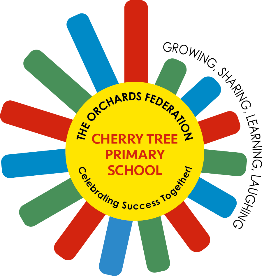 GROWING, SHARING, LEARNING, LAUGHING
THE ORCHARDS FEDERATION
CHERRY TREE
PRIMARY
SCHOOL
Celebrating Success Together!